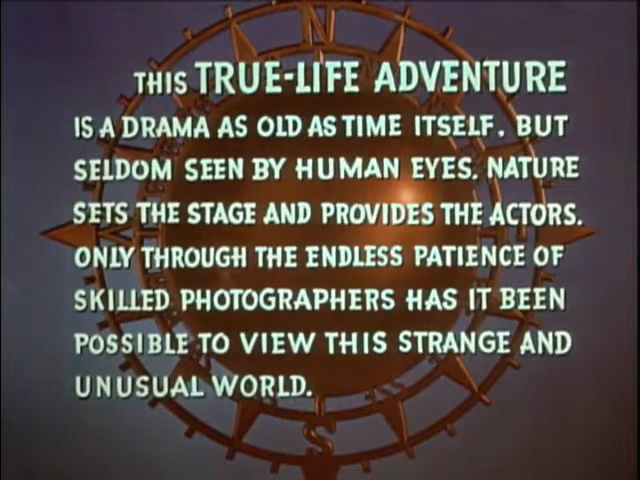 N
THIS TRUE-LIFE ADVENTURE
IS A DRAMA AS OLD AS TIME ITSELF. BUT
SELDOM SEEN BY HUMAN EYES. NATURE
SETS THE STAGE AND PROVIDES THE ACTORS.
ONLY THROUGH THE ENDLESS PATIENCE OF
SKILLED PHOTOGRAPHERS HAS IT BEEN
POSSIBLE TO VIEW THIS STRANGE AND
UNUSUAL WORLD.
S